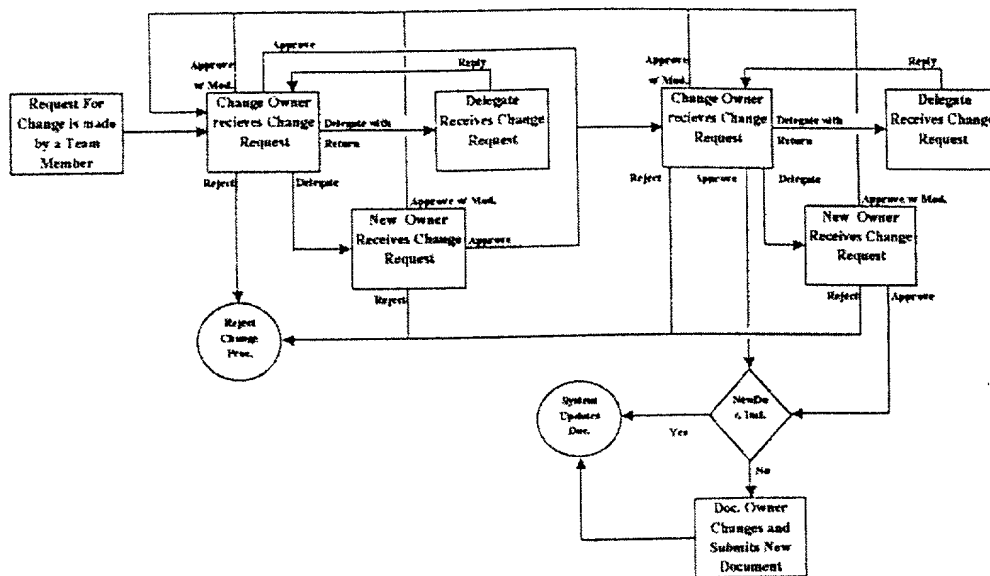 Approve
Reply
Approve
w/ Mod.
Request For
Change is made
by a Team
Member
Change Owner
recieves Change
Request
Delegate with
Return
Delegate
Receives Change
Request
Reject
Delegate
Approve w/ Mod.
New Owner
Receives Change
Request
Approve
Reject
Reject
Change
Proc.
Approve
w/ Mod.
Reply
Change Owner
recieves Change
Request
Delegate with
Return
Delegate
Receives Change
Request
Reject
Approve
Delegate
Approve w/ Mod.
New Owner
Receives Change
Request
Reject
Approve
NewDo
c. Incl.
Yes
No
System
Updates
Doc.
Doc. Owner
Changes and
Submits New
Document